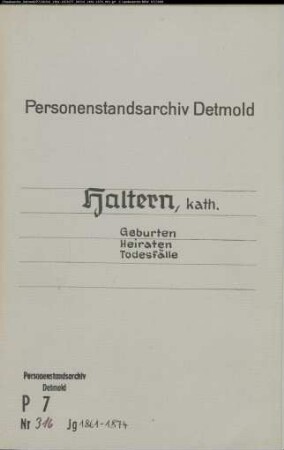 Personenstandsarchiv Detmold
Haltern, kath.
Geburten
Heiraten
Todesfälle
Personenstandsarchiv
Detmold
P 7
Nr 316 Jg 1861-1874